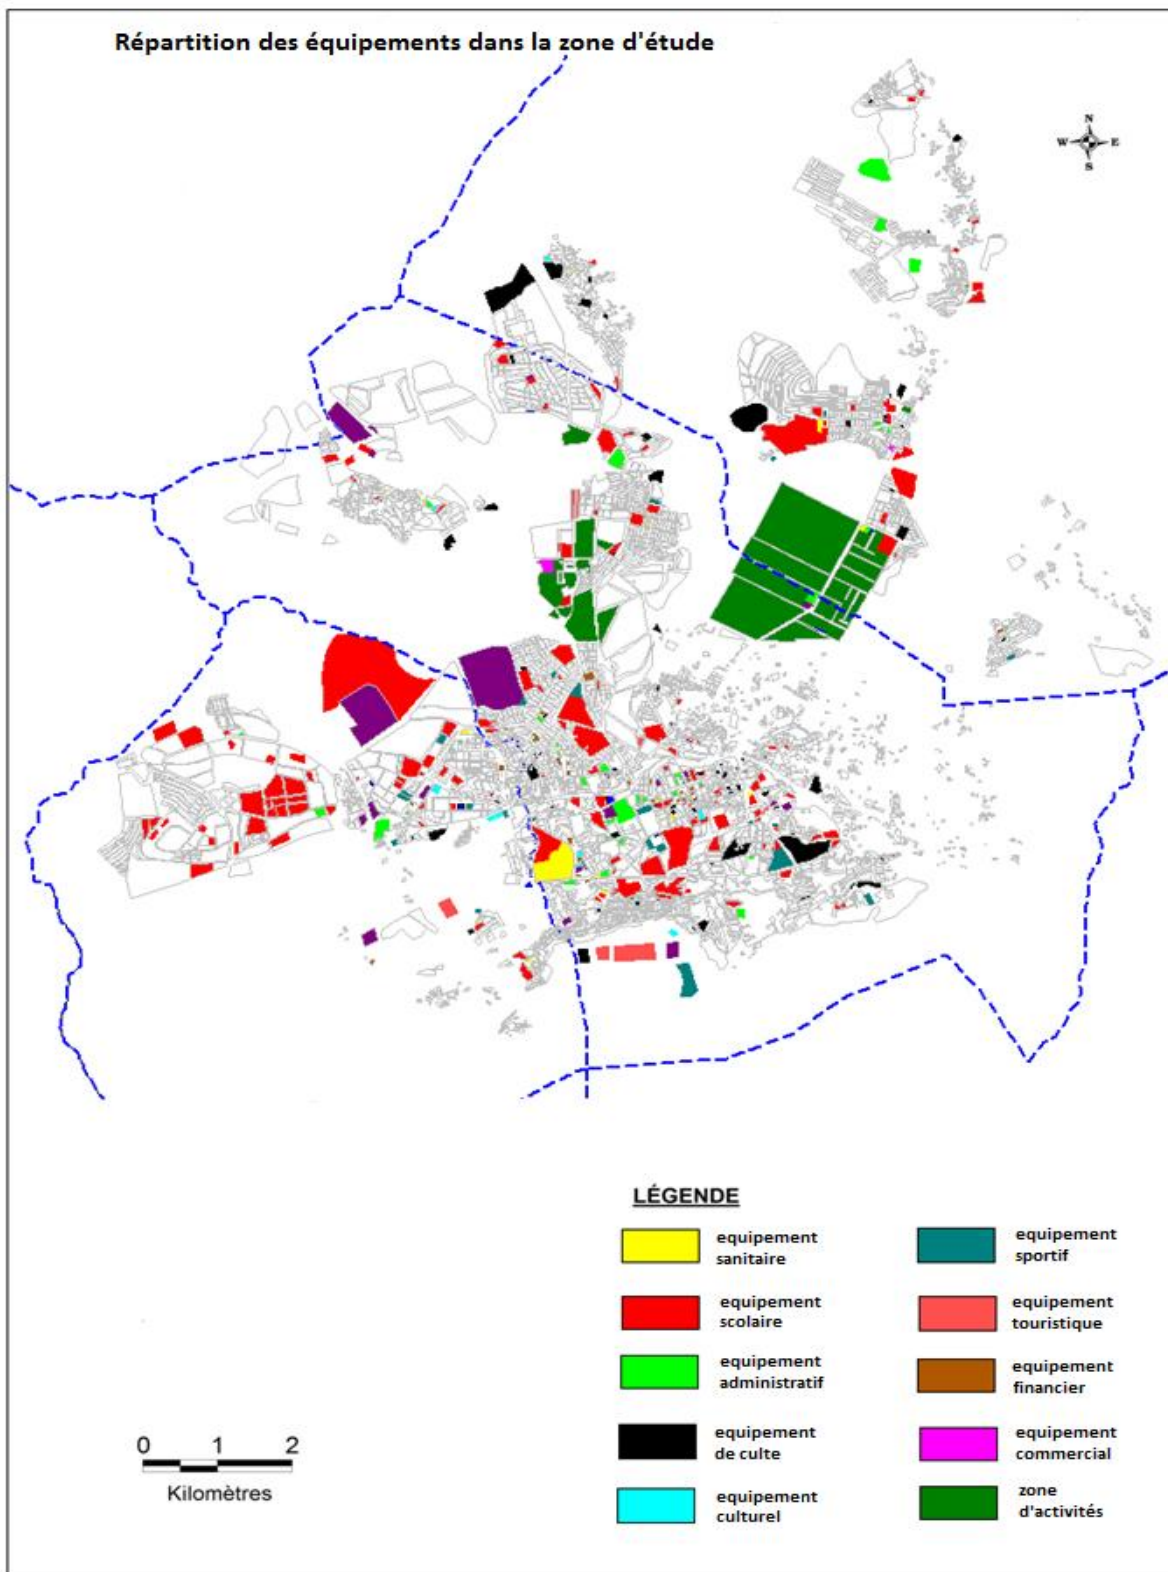 Répartition des équipements dans la zone d'étude
N
W E
S
LÉGENDE
equipement
sanitaire
equipement
sportif
equipement
scolaire
equipement
touristique
equipement
administratif
equipement
financier
equipement
de culte
equipement
commercial
equipement
culturel
zone
d'activités
0 1 2
Kilomètres